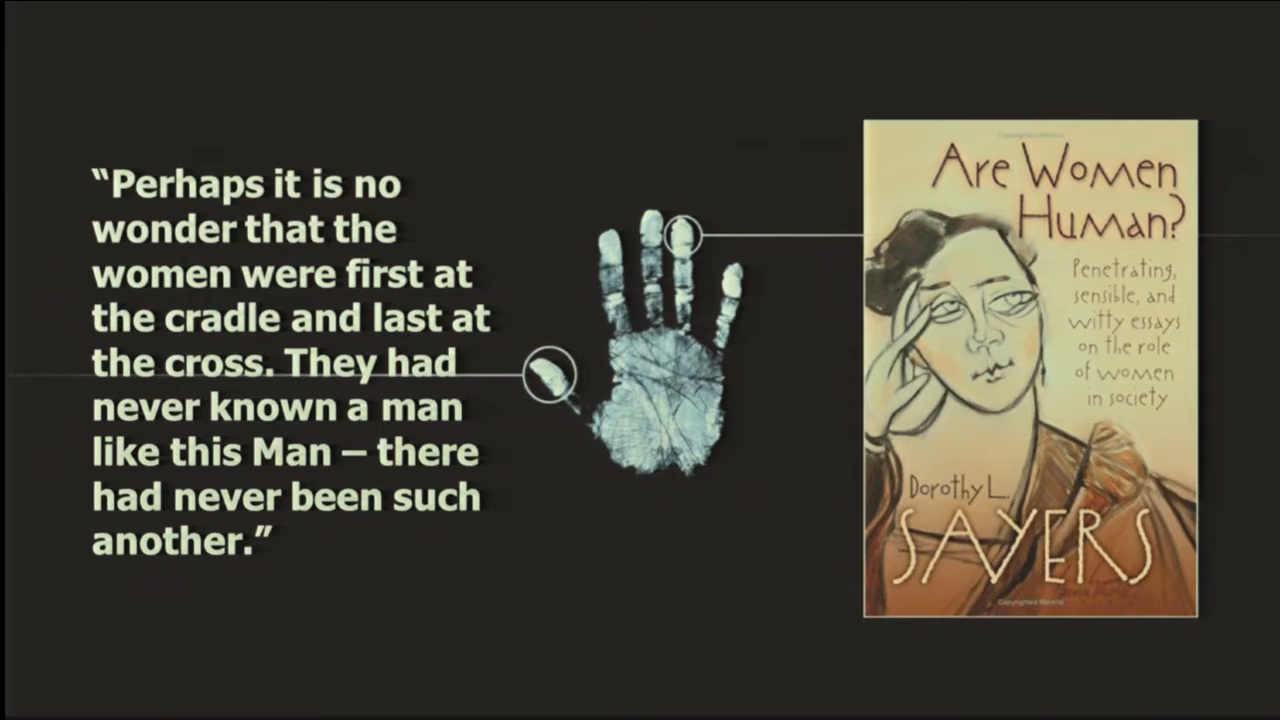 “Perhaps it is no
wonder that the
women were first at
the cradle and last at
the cross. They had
never known a man
like this Man – there
had never been such
another.”
Are Women
Human?
Penetrating,
sensible, and
witty essays
on the role
of women
in society
Dorothy L.
SAYERS
Copyrighted Material